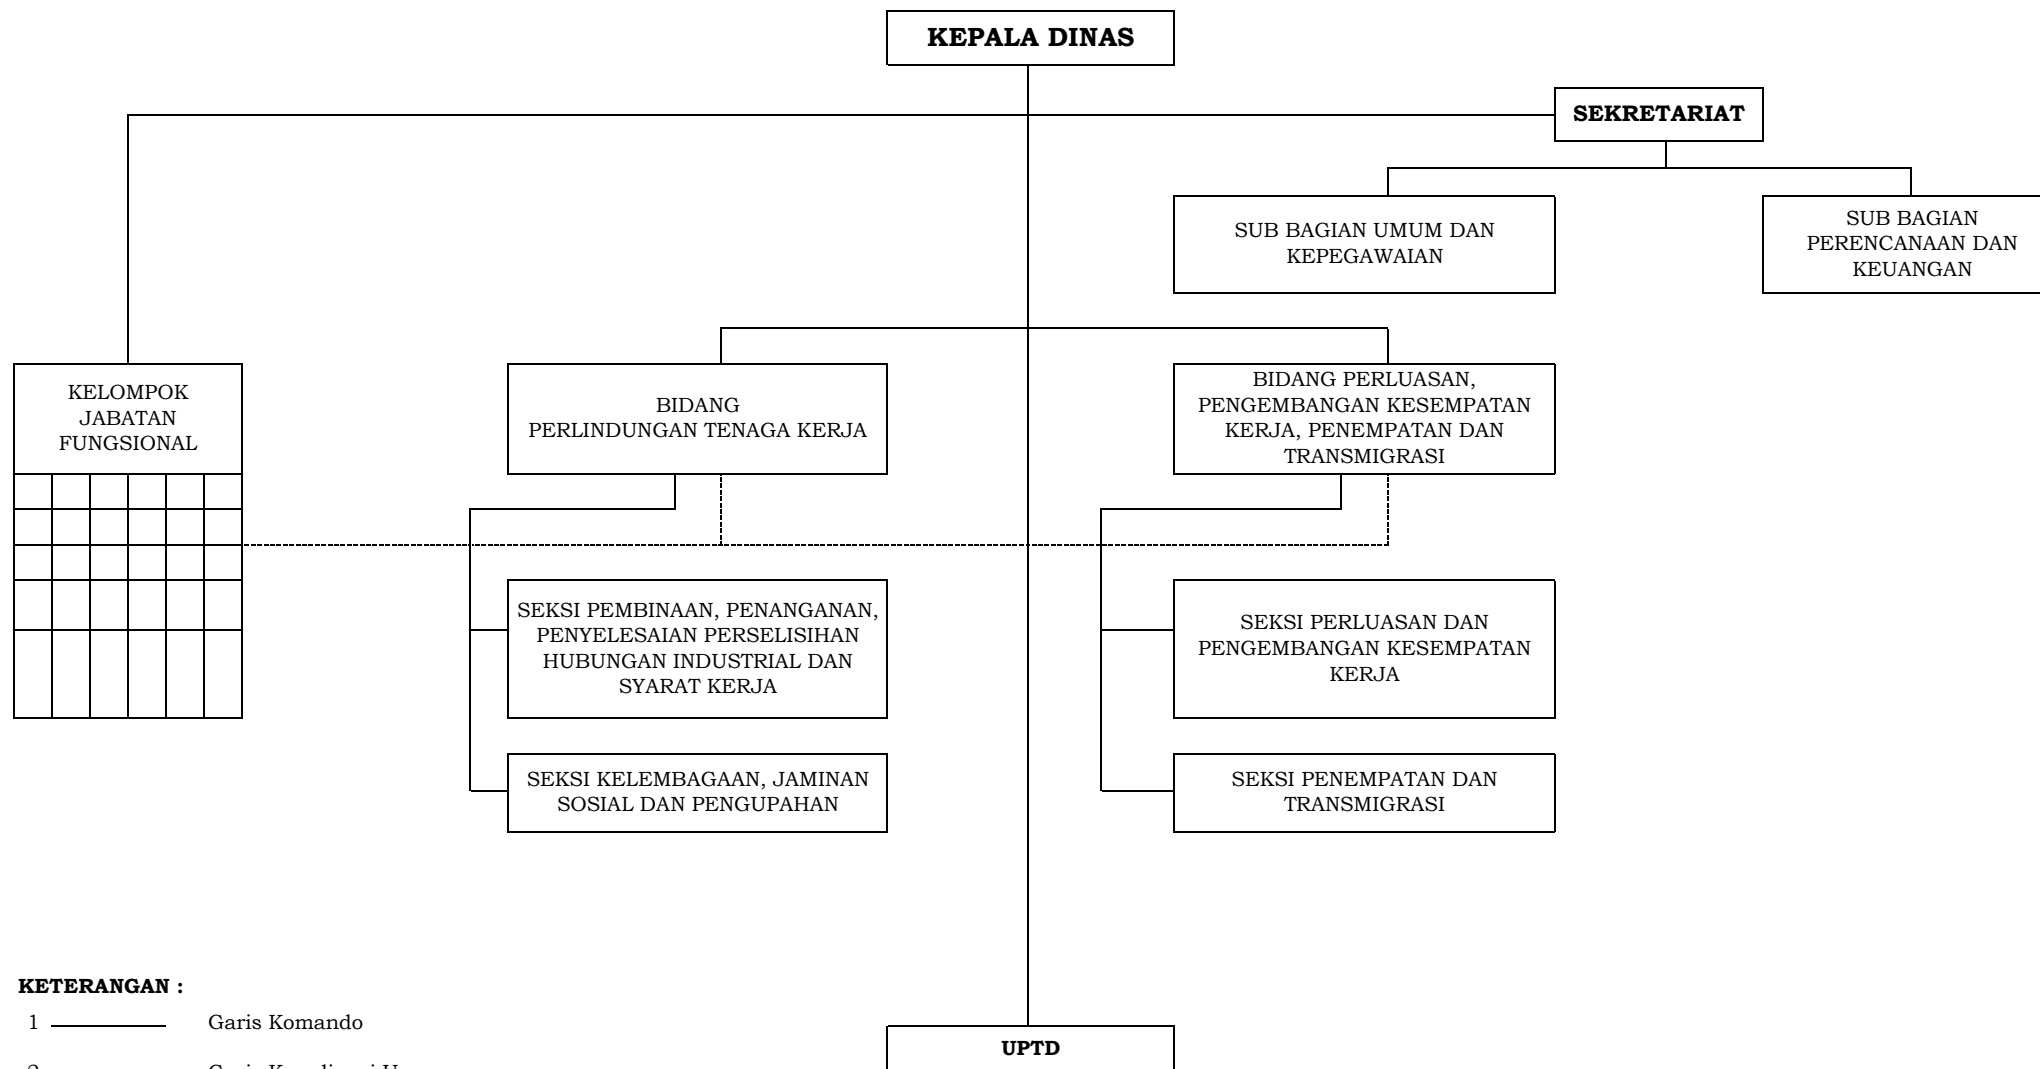 KEPALA DINAS
SEKRETARIAT
SUB BAGIAN UMUM DAN
KEPEGAWAIAN
SUB BAGIAN
PERENCANAAN DAN
KEUANGAN
KELOMPOK
JABATAN
FUNGSIONAL
BIDANG
PERLINDUNGAN TENAGA KERJA
BIDANG PERLUASAN,
PENGEMBANGAN KESEMPATAN
KERJA, PENEMPATAN DAN
TRANSMIGRASI
SEKSI PEMBINAAN, PENANGANAN,
PENYELESAIAN PERSELISIHAN
HUBUNGAN INDUSTRIAL DAN
SYARAT KERJA
SEKSI PERLUASAN DAN
PENGEMBANGAN KESEMPATAN
KERJA
SEKSI KELEMBAGAAN, JAMINAN
SOSIAL DAN PENGUPAHAN
SEKSI PENEMPATAN DAN
TRANSMIGRASI
KETERANGAN :
1 Garis Komando
UPTD
2 Garis